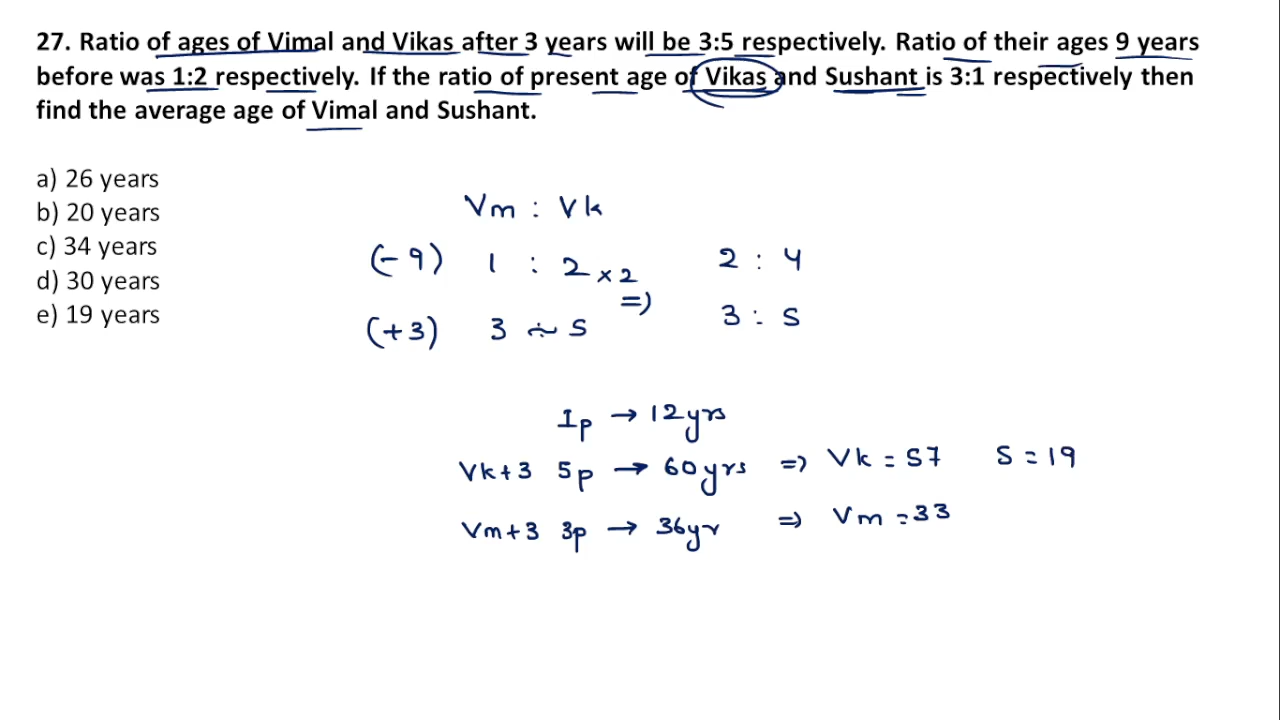 27. Ratio of ages of Vimal and Vikas after 3 years will be 3:5 respectively. Ratio of their ages 9 years
before was 1:2 respectively. If the ratio of present age of Vikas and Sushant is 3:1 respectively then
find the average age of Vimal and Sushant.
a) 26 years
b) 20 years
c) 34 years
d) 30 years
e) 19 years
Vm : Vk
(-9) 1 : 2 ×2 2 : 4
=)
(+3) 3 : 5 3 : 5
1p → 12yrs
Vk+3 5p → 60yrs => Vk = 57 S = 19
Vm+3 3p → 36yr => Vm = 33